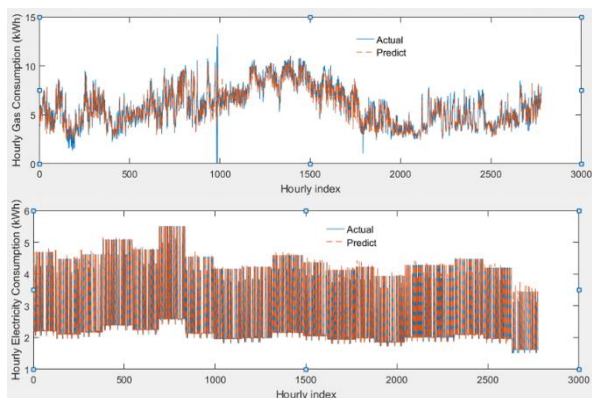 Hourly Gas Consumption (kWh)
15
10
5
0
Actual
Predict
0 500 1000 1500 2000 2500 3000
Hourly index
Hourly Electricity Consumption (kWh)
6
5
4
3
2
1
Actual
Predict
0 500 1000 1500 2000 2500 3000
Hourly index